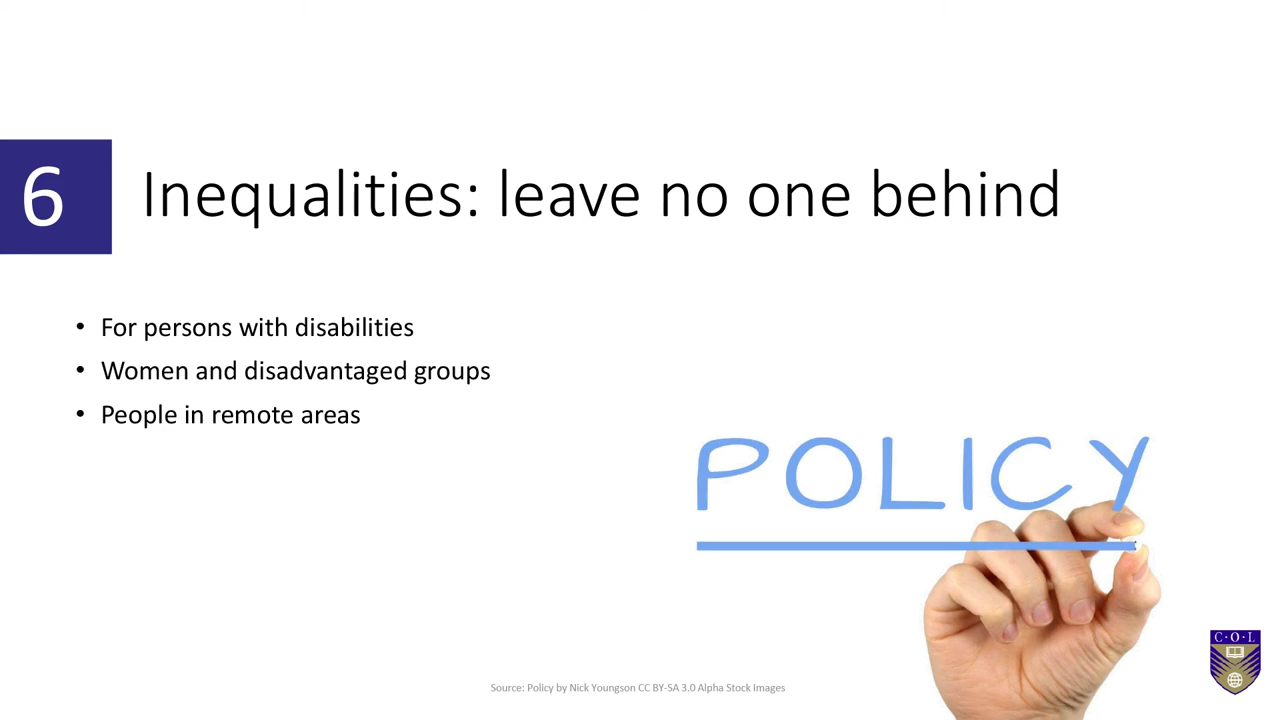 6
Inequalities: leave no one behind
• For persons with disabilities
• Women and disadvantaged groups
• People in remote areas
POLICY
C·O·L
Source: Policy by Nick Youngson CC BY-SA 3.0 Alpha Stock Images